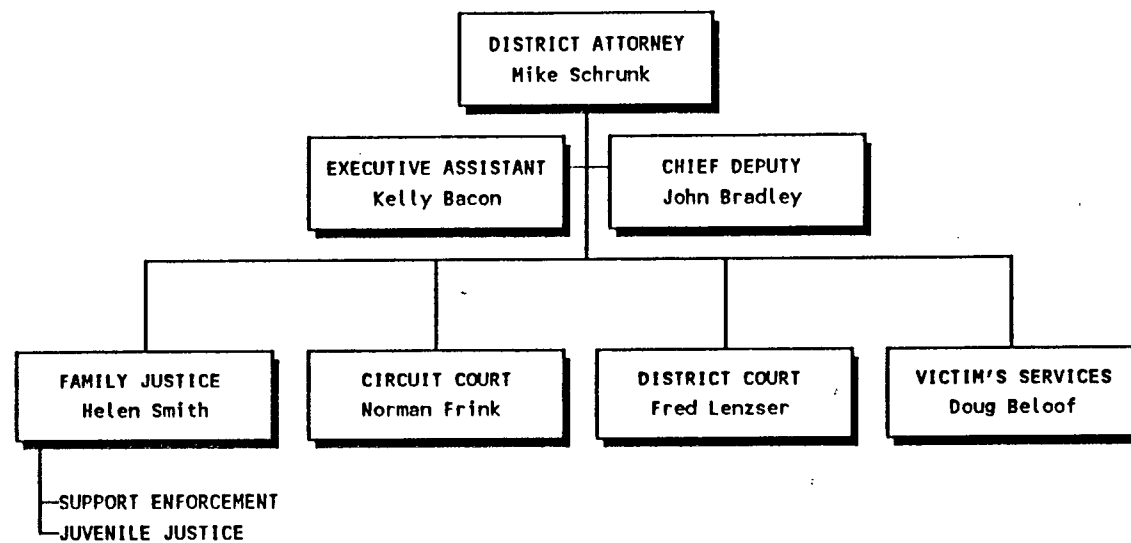 DISTRICT ATTORNEY
Mike Schrunk
EXECUTIVE ASSISTANT
Kelly Bacon
CHIEF DEPUTY
John Bradley
FAMILY JUSTICE
Helen Smith
CIRCUIT COURT
Norman Frink
DISTRICT COURT
Fred Lenzser
VICTIM'S SERVICES
Doug Beloof
SUPPORT ENFORCEMENT
JUVENILE JUSTICE